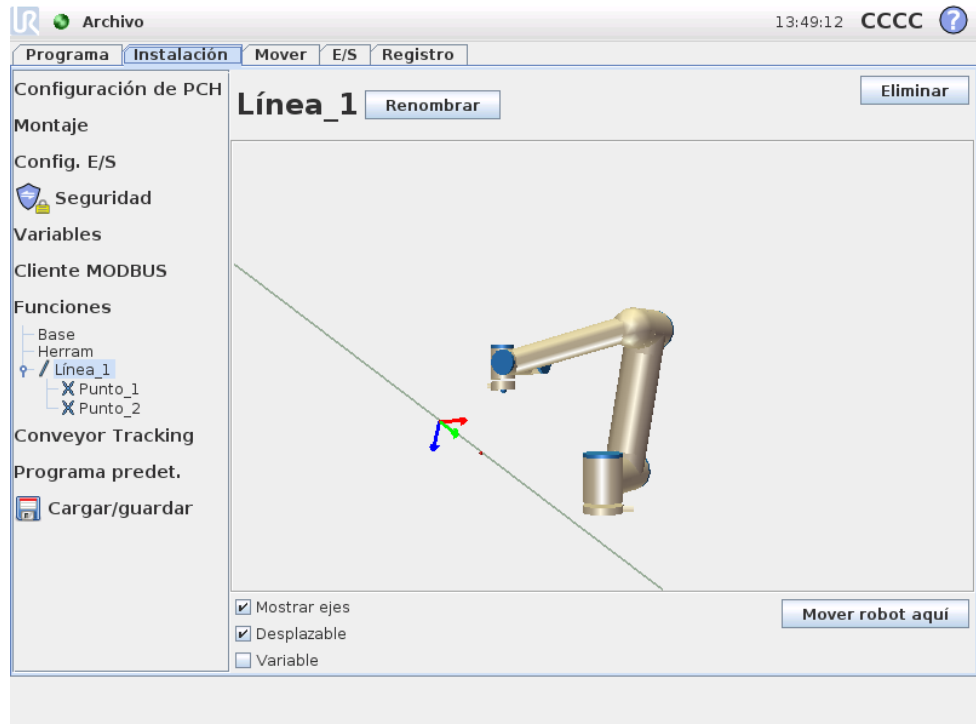 UR Archivo 13:49:12 CCCC ?
Programa Instalación Mover E/S Registro
Configuración de PCH
Montaje
Config. E/S
Seguridad
Variables
Cliente MODBUS
Funciones
Base
Herram
Línea_1
Punto_1
Punto_2
Conveyor Tracking
Programa predet.
Cargar/guardar
Línea_1 Renombrar Eliminar
Mostrar ejes
Desplazable
Variable
Mover robot aquí